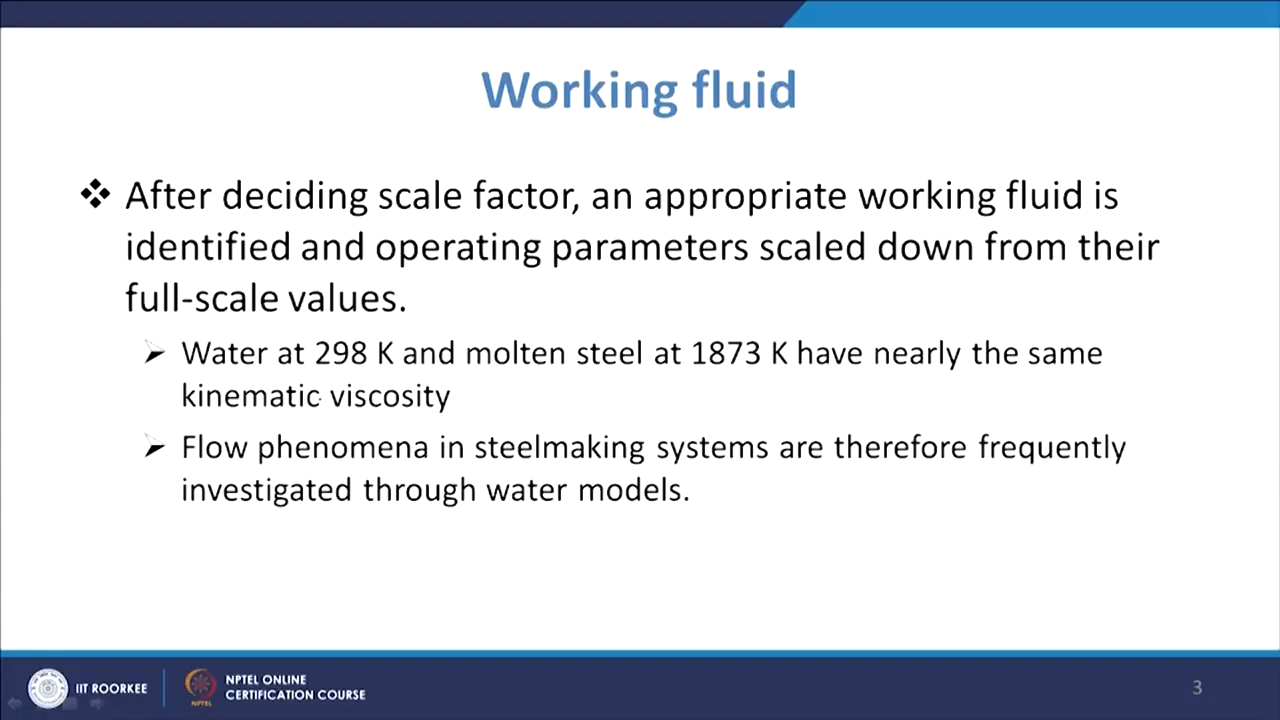 Working fluid
❖ After deciding scale factor, an appropriate working fluid is
identified and operating parameters scaled down from their
full-scale values.
➢ Water at 298 K and molten steel at 1873 K have nearly the same
kinematic viscosity
➢ Flow phenomena in steelmaking systems are therefore frequently
investigated through water models.
IIT ROORKEE
NPTEL
NPTEL ONLINE
CERTIFICATION COURSE
3